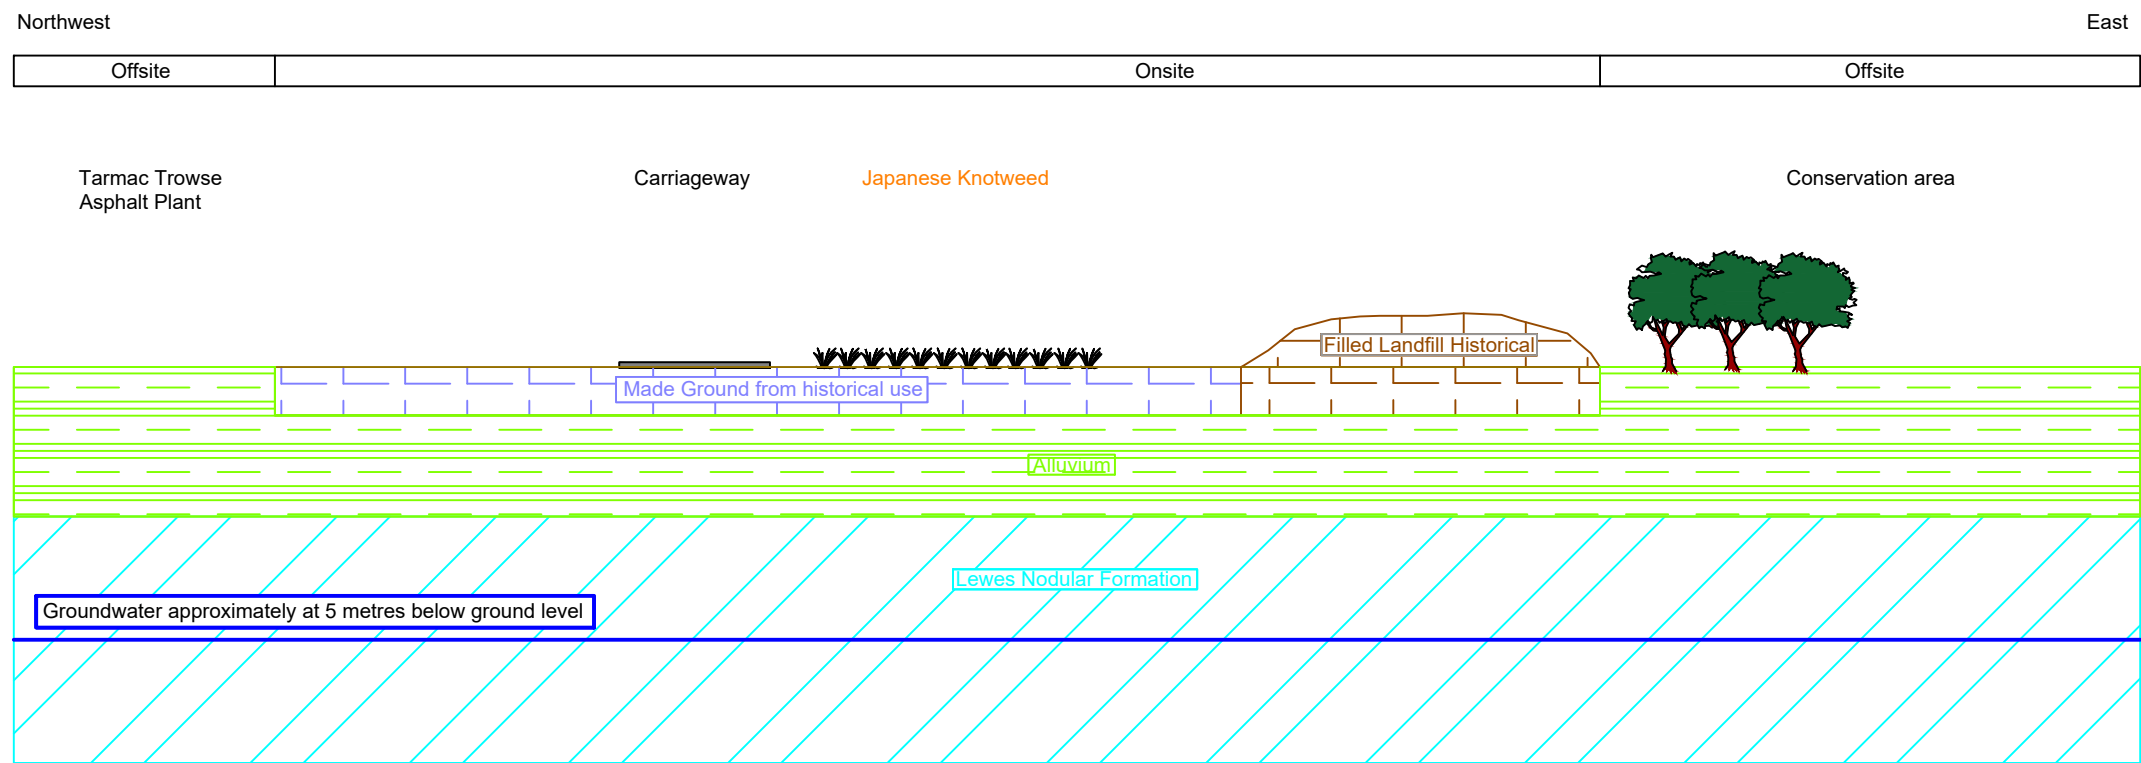 Northwest
East
Offsite
Onsite
Offsite
Tarmac Trowse
Asphalt Plant
Carriageway
Japanese Knotweed
Conservation area
Filled Landfill Historical
Made Ground from historical use
Alluvium
Lewes Nodular Formation
Groundwater approximately at 5 metres below ground level